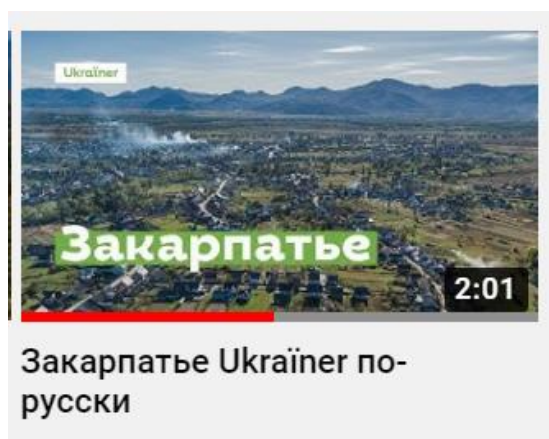 Ukraïner
Закарпатье
2:01
Закарпатье Ukraïner по-
русски